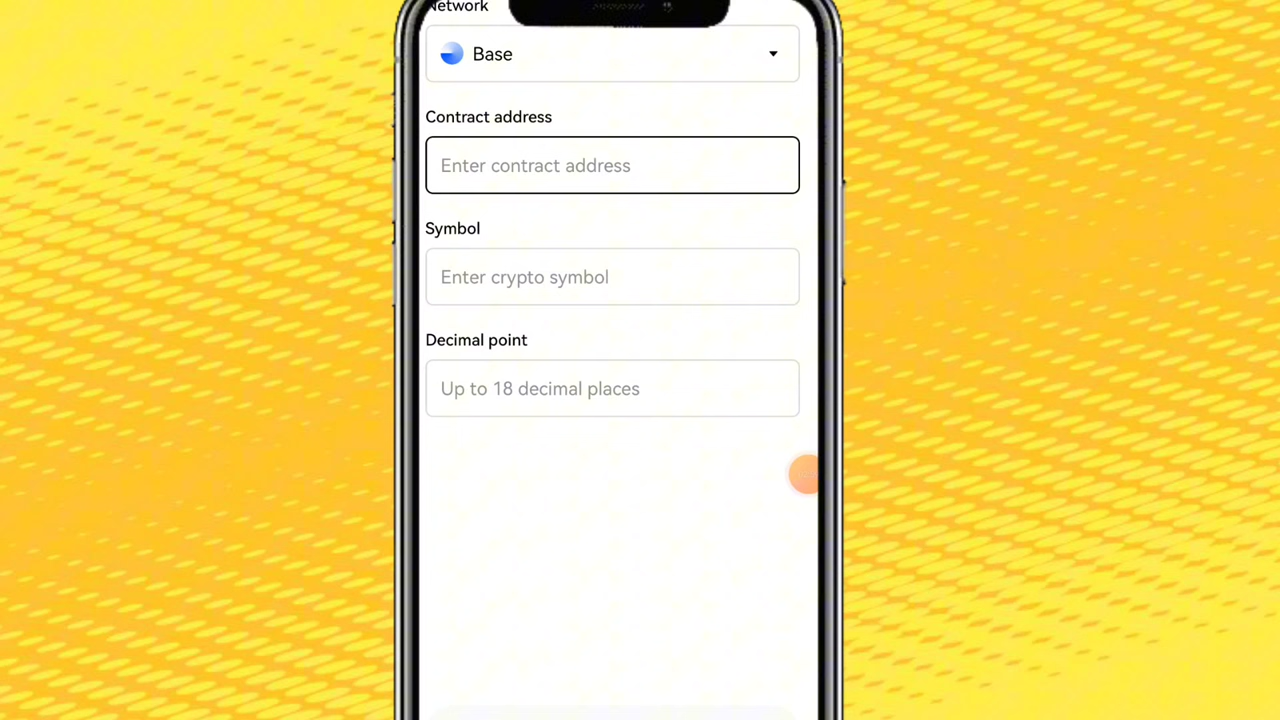 Network
Base
Contract address
Enter contract address
Symbol
Enter crypto symbol
Decimal point
Up to 18 decimal places